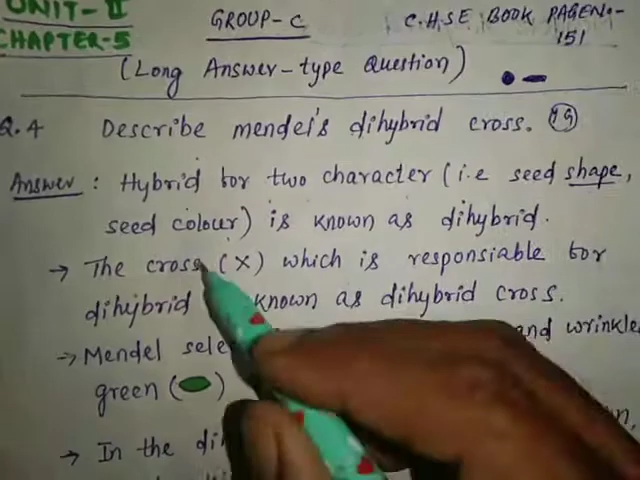 UNIT-II
GROUP-C
C.H.S.E BOOK PAGE NO.-
151
CHAPTER-5
(Long Answer-type Question)
Q.4 Describe mendel's dihybrid cross.
Answer: Hybrid for two character (i.e seed shape,
seed colour) is known as dihybrid.
→ The cross (X) which is responsiable for
dihybrid known as dihybrid cross.
→ Mendel sele and wrinkle
green ( )
→ In the di